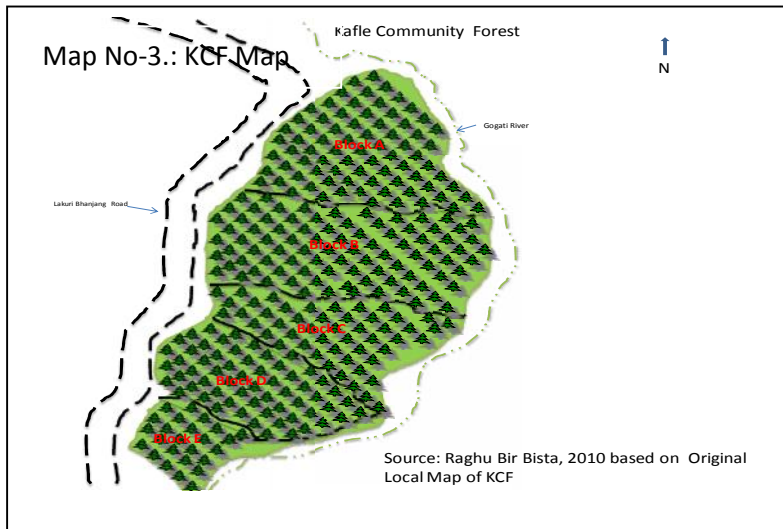 Kafle Community Forest
Map No-3.: KCF Map
N
Gogati River
Block A
Lakuri Bhanjang Road
Block B
Block C
Block D
Block E
Source: Raghu Bir Bista, 2010 based on Original
Local Map of KCF